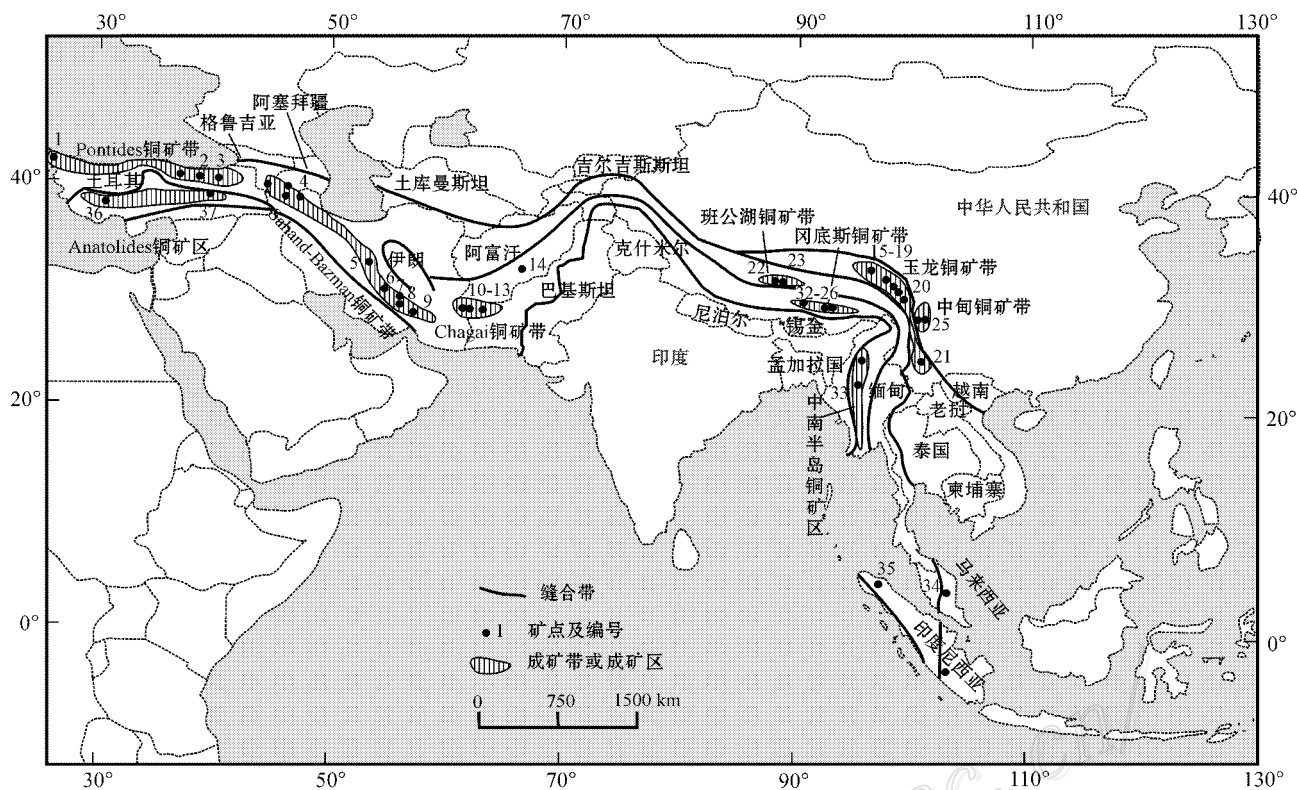 30° 50° 70° 90° 110° 130°
阿塞拜疆
格鲁吉亚
1
Pontides铜矿带
2 3
4
吉尔吉斯斯坦
40°
土耳其
土库曼斯坦
中华人民共和国
40°
班公湖铜矿带
冈底斯铜矿带
36
37
Anatolides铜矿区
Sahand-Bazman铜矿带
伊朗
阿富汗
克什米尔
22
23
15-19
玉龙铜矿带
5
14
20
6
7
8
9
10-13
巴基斯坦
32-26
中甸铜矿带
Chagai铜矿带
尼泊尔
锡金
25
印度
孟加拉国
21
33
缅甸
越南
20°
老挝
20°
中南半岛铜矿区
泰国
柬埔寨
35
34
马来西亚
缝合带
0°
1
矿点及编号
印度尼西亚
0°
成矿带或成矿区
0 750 1500 km
30° 50° 70° 90° 110° 130°